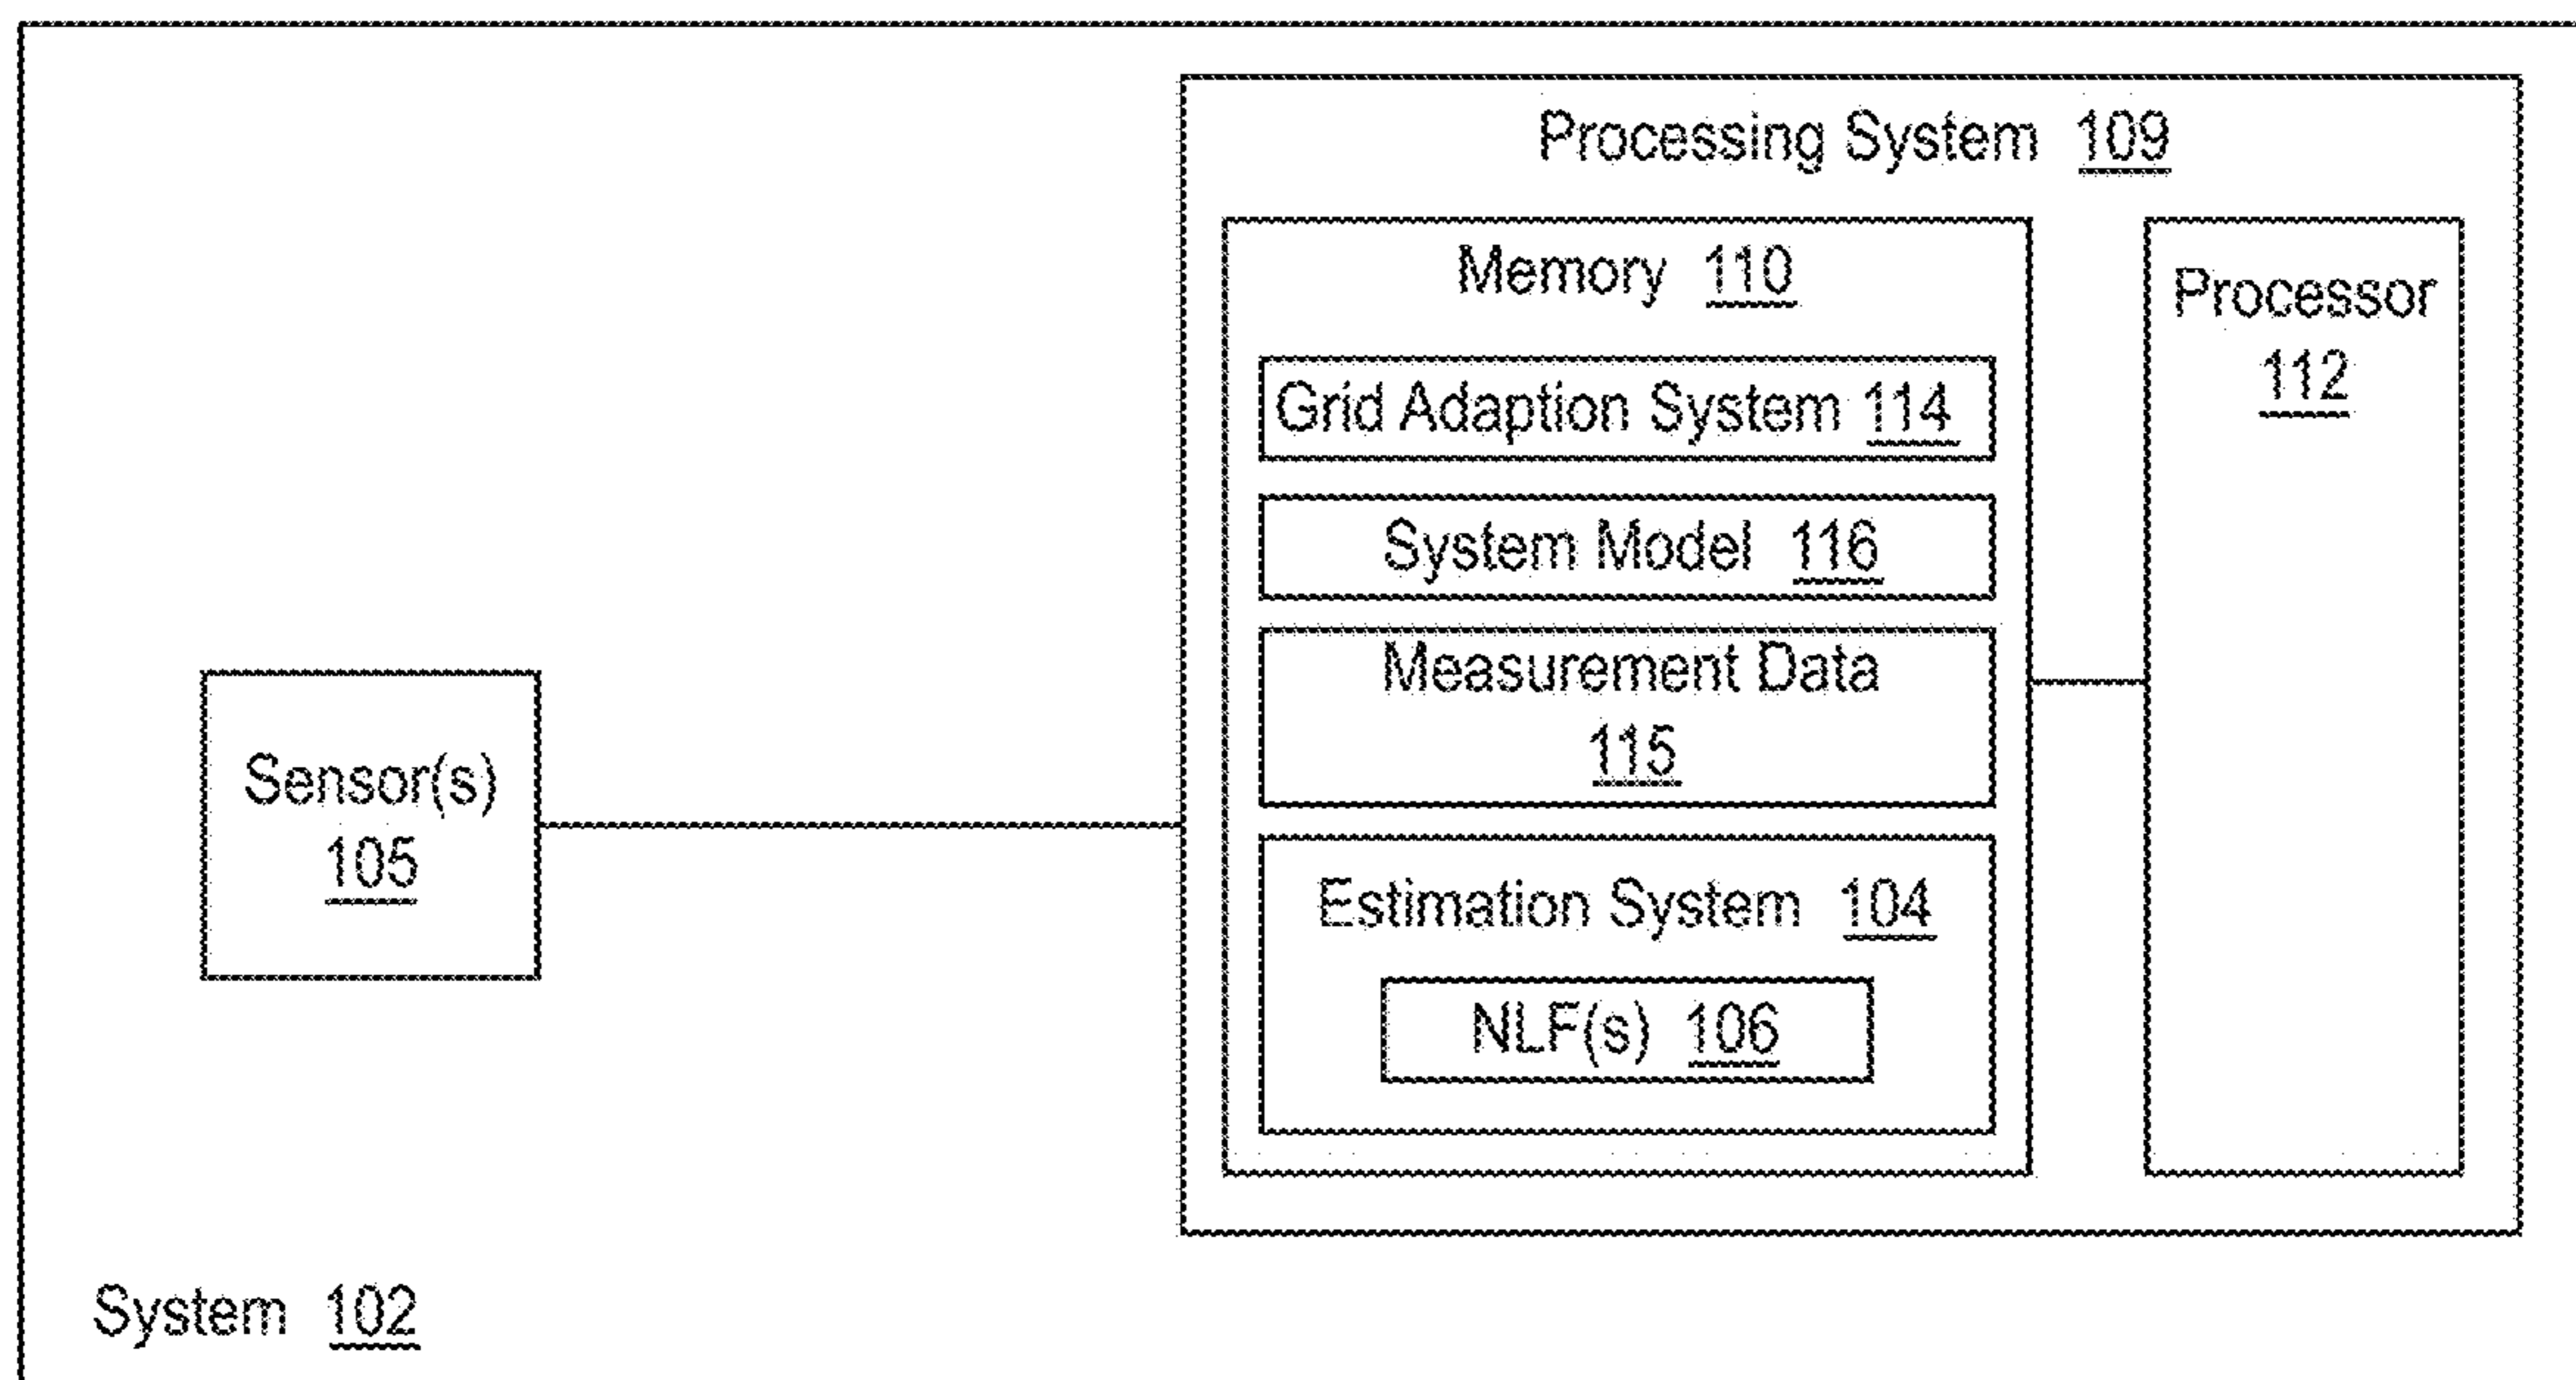 Processing System 109
Memory 110
Processor
112
Grid Adaption System 114
System Model 116
Measurement Data
115
Sensor(s)
105
Estimation System 104
NLF(s) 106
System 102